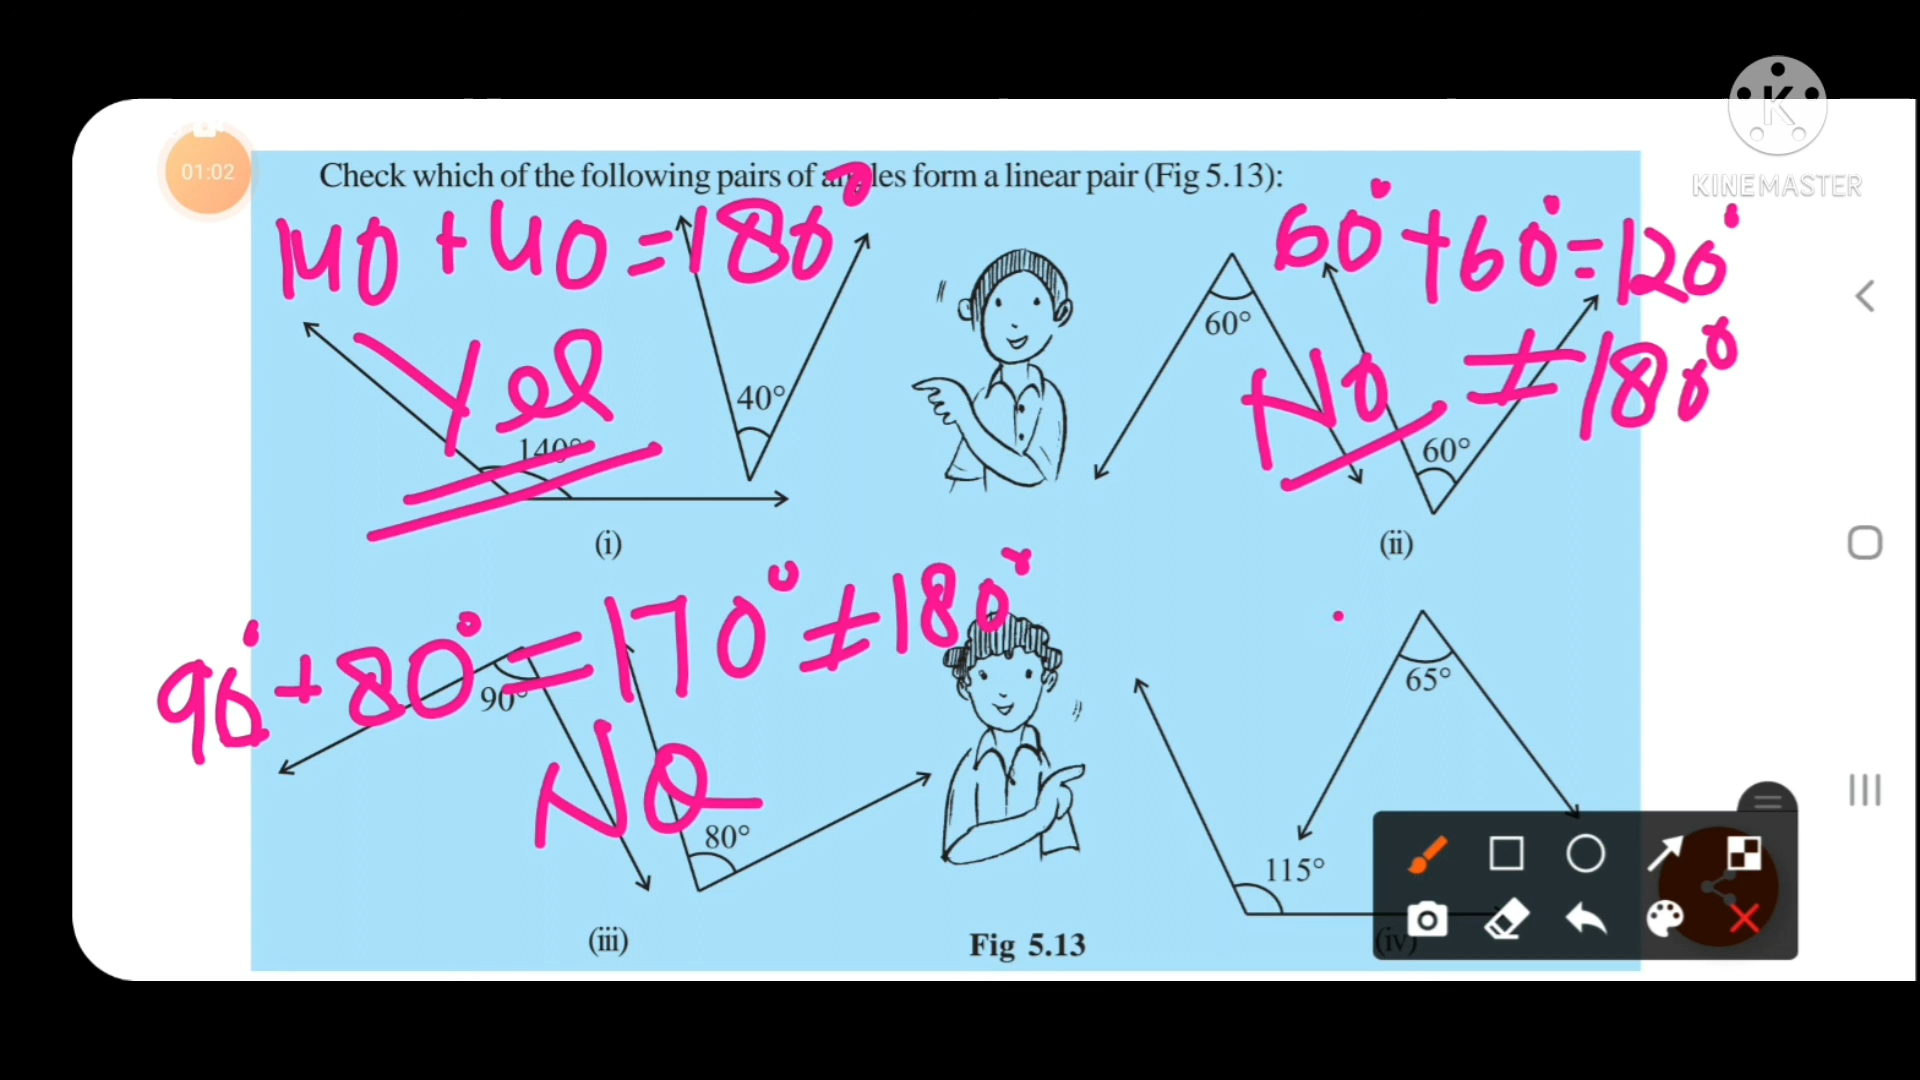 01:02
KINEMASTER
Check which of the following pairs of angles form a linear pair (Fig 5.13):
140 + 40 = 180°
60° + 60° = 120°
≠ 180°
Yes
No
140°
40°
60°
60°
(i)
(ii)
90° + 80° = 170° ≠ 180°
No
90°
80°
65°
115°
(iii)
Fig 5.13
(iv)